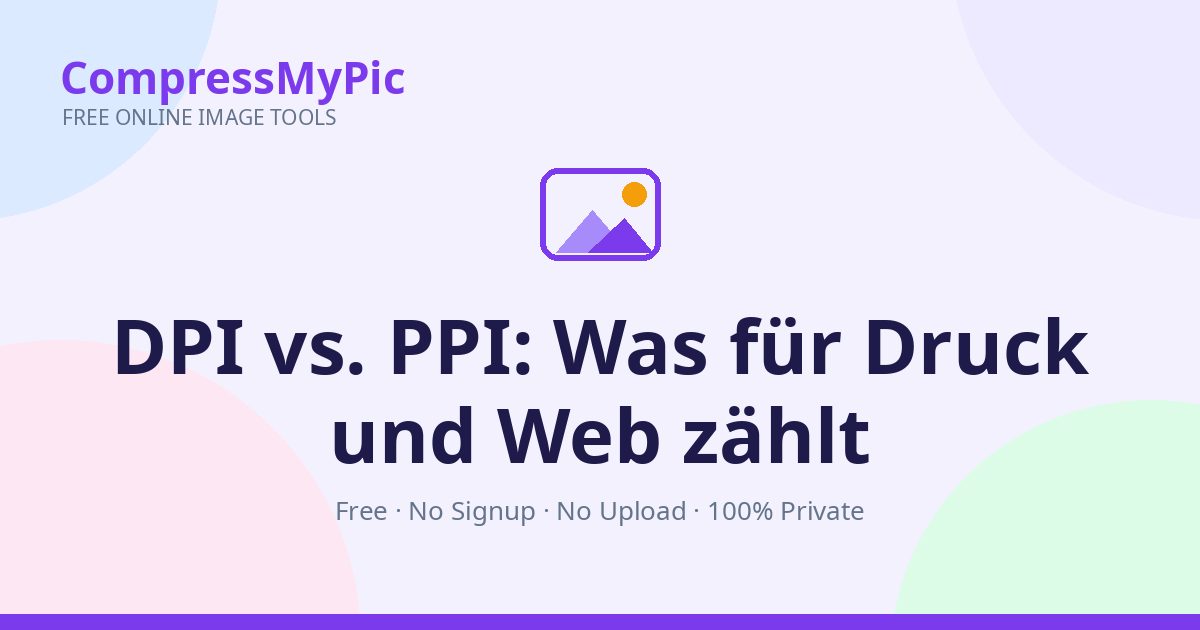 CompressMyPic
FREE ONLINE IMAGE TOOLS
DPI vs. PPI: Was für Druck
und Web zählt
Free · No Signup · No Upload · 100% Private